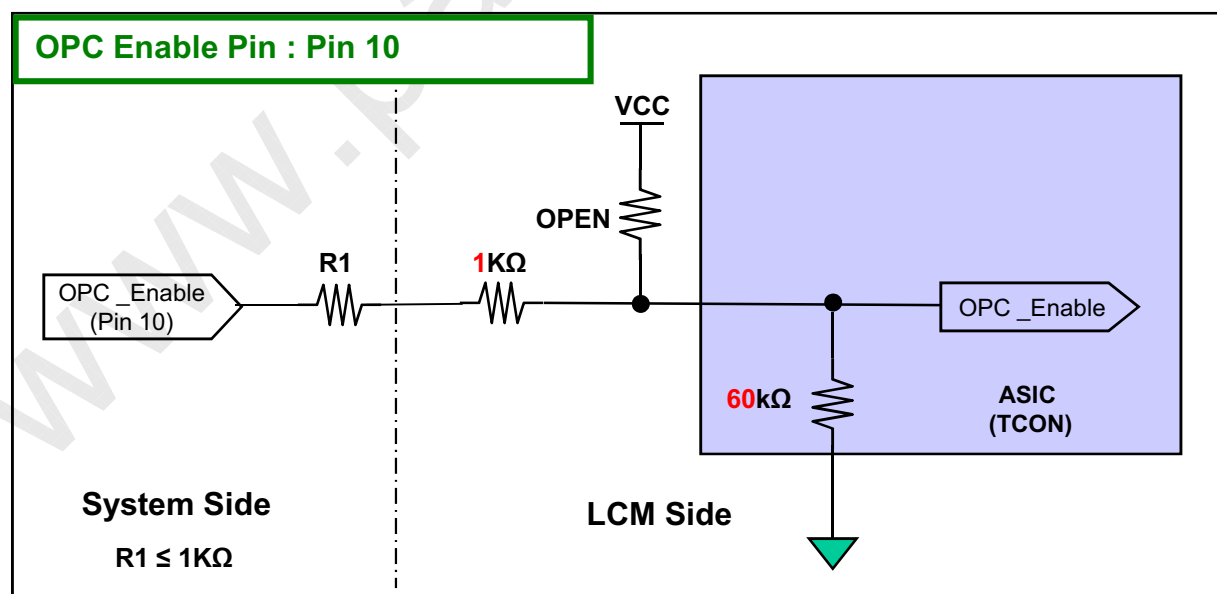 OPC Enable Pin : Pin 10
VCC
OPEN
R1
1KΩ
OPC _Enable
(Pin 10)
OPC _Enable
60kΩ
ASIC
(TCON)
System Side
LCM Side
R1 ≤ 1KΩ
www.p